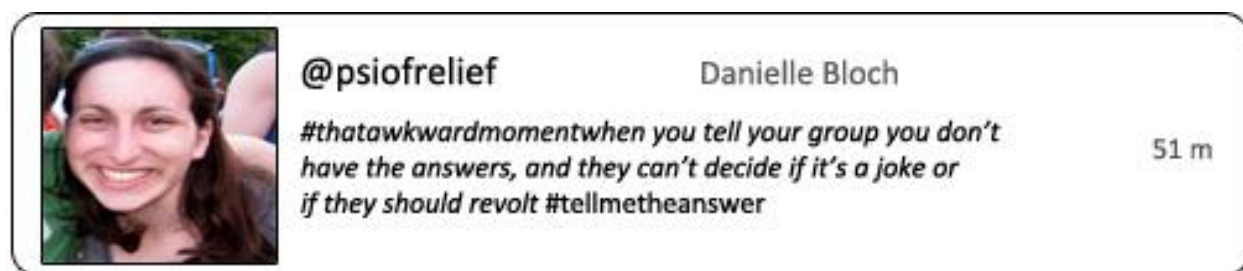 @psiofrelief Danielle Bloch
#thatawkwardmomentwhen you tell your group you don't
have the answers, and they can't decide if it's a joke or
if they should revolt #tellmetheanswer
51 m